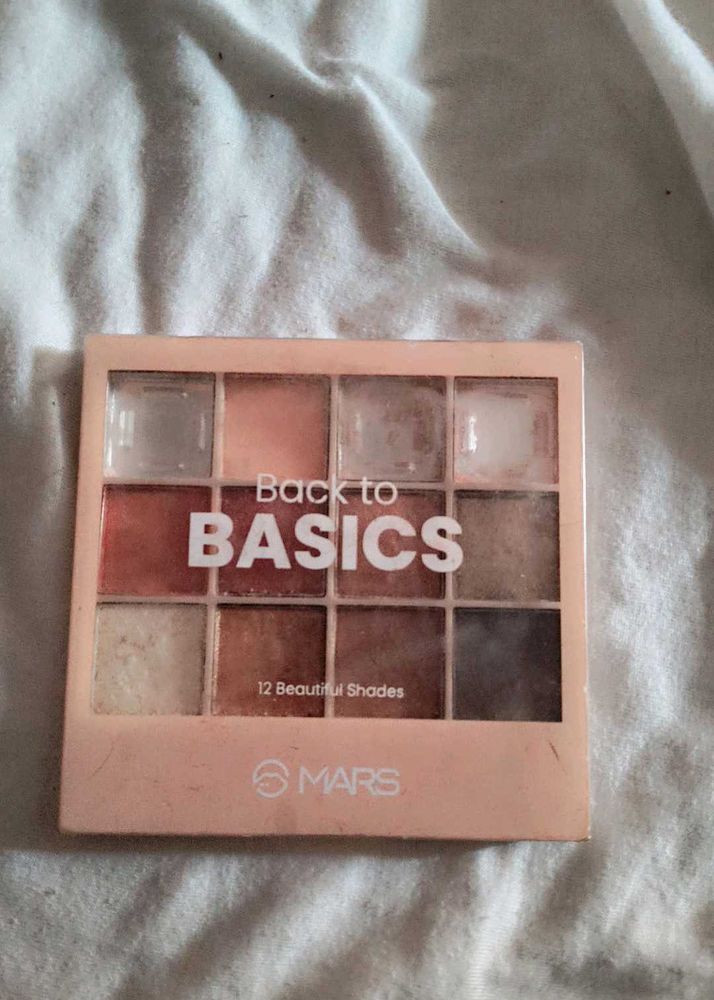 Back to
BASICS
12 Beautiful Shades
MARS